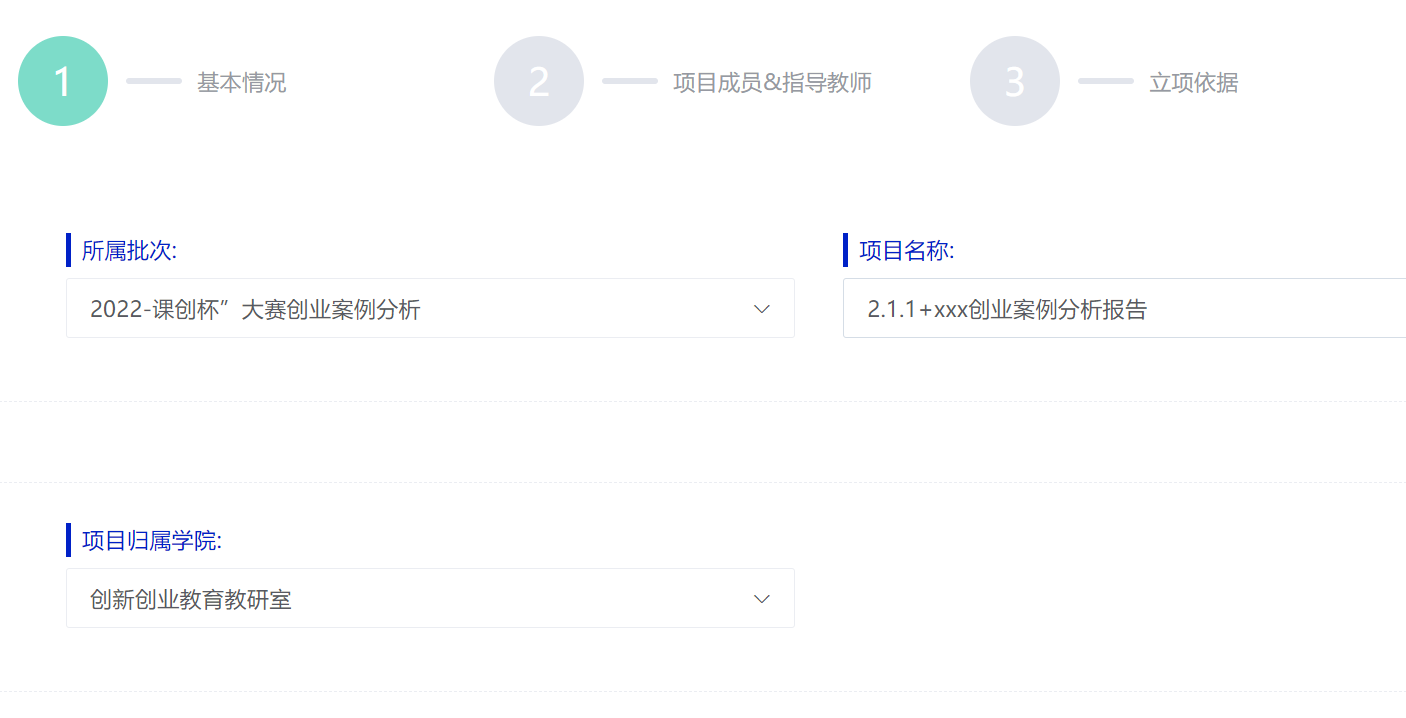 1 基本情况 2 项目成员&指导教师 3 立项依据
所属批次: 项目名称:
2022-课创杯”大赛创业案例分析 2.1.1+xxx创业案例分析报告
项目归属学院:
创新创业教育教研室